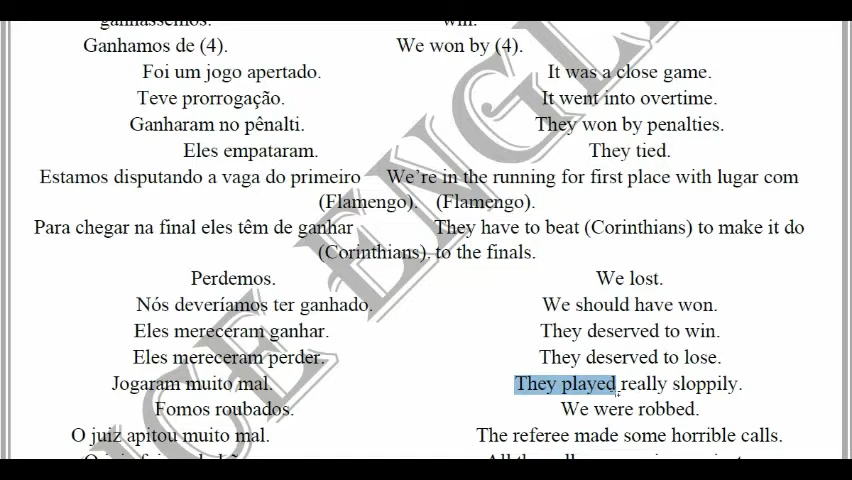 ganhássemos. win.
Ganhamos de (4). We won by (4).
Foi um jogo apertado. It was a close game.
Teve prorrogação. It went into overtime.
Ganharam no pênalti. They won by penalties.
Eles empataram. They tied.
Estamos disputando a vaga do primeiro We’re in the running for first place with lugar com
(Flamengo). (Flamengo).
Para chegar na final eles têm de ganhar They have to beat (Corinthians) to make it do
(Corinthians). to the finals.
Perdemos. We lost.
Nós deveríamos ter ganhado. We should have won.
Eles mereceram ganhar. They deserved to win.
Eles mereceram perder. They deserved to lose.
Jogaram muito mal. They played really sloppily.
Fomos roubados. We were robbed.
O juiz apitou muito mal. The referee made some horrible calls.